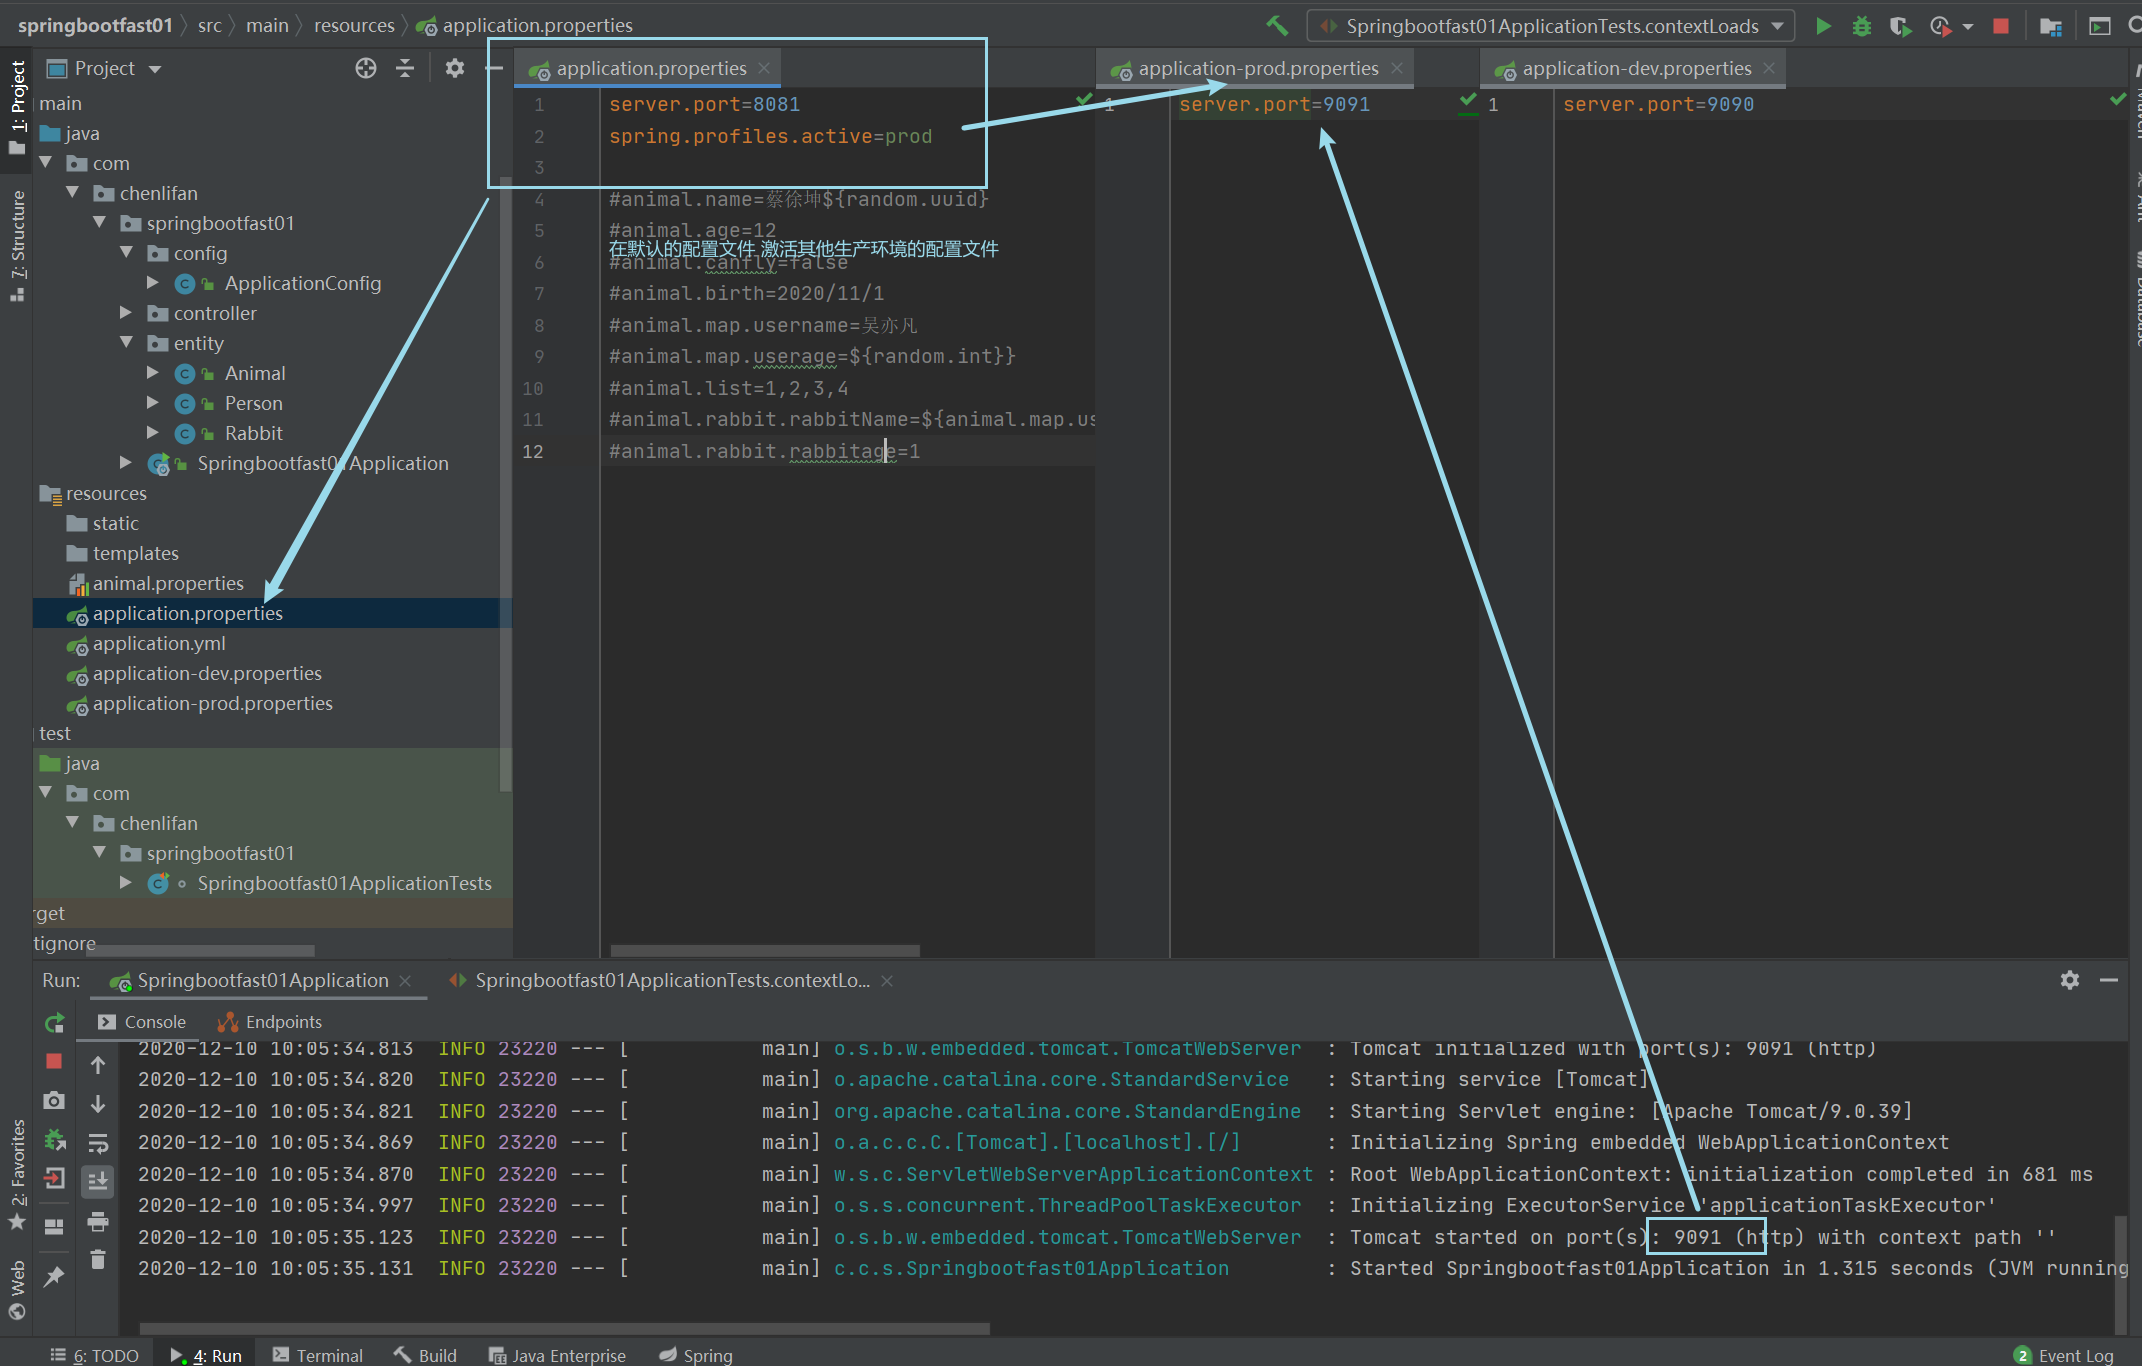 springbootfast01 src main resources application.properties
Springbootfast01ApplicationTests.contextLoads
Project
application.properties
application-prod.properties
application-dev.properties
1: Project
7: Structure
2: Favorites
Web
main
java
com
chenlifan
springbootfast01
config
ApplicationConfig
controller
entity
Animal
Person
Rabbit
Springbootfast01Application
resources
static
templates
animal.properties
application.properties
application.yml
application-dev.properties
application-prod.properties
test
java
com
chenlifan
springbootfast01
Springbootfast01ApplicationTests
rget
tignore
1 server.port=8081
2 spring.profiles.active=prod
3
4 #animal.name=蔡徐坤${random.uuid}
5 #animal.age=12
在默认的配置文件 激活其他生产环境的配置文件
6 #animal.canfly=false
7 #animal.birth=2020/11/1
8 #animal.map.username=吴亦凡
9 #animal.map.userage=${random.int}}
10 #animal.list=1,2,3,4
11 #animal.rabbit.rabbitName=${animal.map.us
12 #animal.rabbit.rabbitage=1
1 server.port=9091
1 server.port=9090
Maven
Ant
Database
Run: Springbootfast01Application Springbootfast01ApplicationTests.contextLo...
Console Endpoints
2020-12-10 10:05:34.813 INFO 23220 --- [ main] o.s.b.w.embedded.tomcat.TomcatWebServer : Tomcat initialized with port(s): 9091 (http)
2020-12-10 10:05:34.820 INFO 23220 --- [ main] o.apache.catalina.core.StandardService : Starting service [Tomcat]
2020-12-10 10:05:34.821 INFO 23220 --- [ main] org.apache.catalina.core.StandardEngine : Starting Servlet engine: [Apache Tomcat/9.0.39]
2020-12-10 10:05:34.869 INFO 23220 --- [ main] o.a.c.c.C.[Tomcat].[localhost].[/] : Initializing Spring embedded WebApplicationContext
2020-12-10 10:05:34.870 INFO 23220 --- [ main] w.s.c.ServletWebServerApplicationContext : Root WebApplicationContext: initialization completed in 681 ms
2020-12-10 10:05:34.997 INFO 23220 --- [ main] o.s.s.concurrent.ThreadPoolTaskExecutor : Initializing ExecutorService 'applicationTaskExecutor'
2020-12-10 10:05:35.123 INFO 23220 --- [ main] o.s.b.w.embedded.tomcat.TomcatWebServer : Tomcat started on port(s): 9091 (http) with context path ''
2020-12-10 10:05:35.131 INFO 23220 --- [ main] c.c.s.Springbootfast01Application : Started Springbootfast01Application in 1.315 seconds (JVM running
6: TODO 4: Run Terminal Build Java Enterprise Spring 2 Event Log